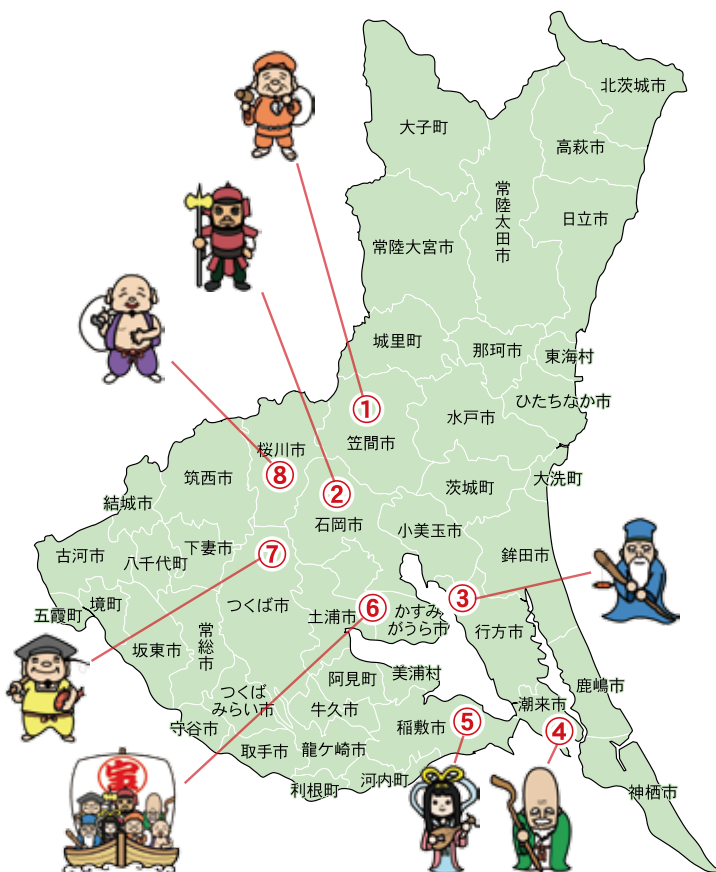 北茨城市
大子町
高萩市
常陸太田市
日立市
常陸大宮市
城里町
那珂市
東海村
ひたちなか市
①
水戸市
笠間市
桜川市
⑧
筑西市
②
茨城町
大洗町
結城市
石岡市
小美玉市
古河市
八千代町
下妻市
⑦
鉾田市
五霞町
境町
つくば市
土浦市
⑥
かすみ
がうら市
③
行方市
坂東市
常総市
阿見町
美浦村
鹿嶋市
つくば
みらい市
牛久市
潮来市
守谷市
稲敷市
⑤
④
取手市
龍ケ崎市
利根町
河内町
神栖市
宝